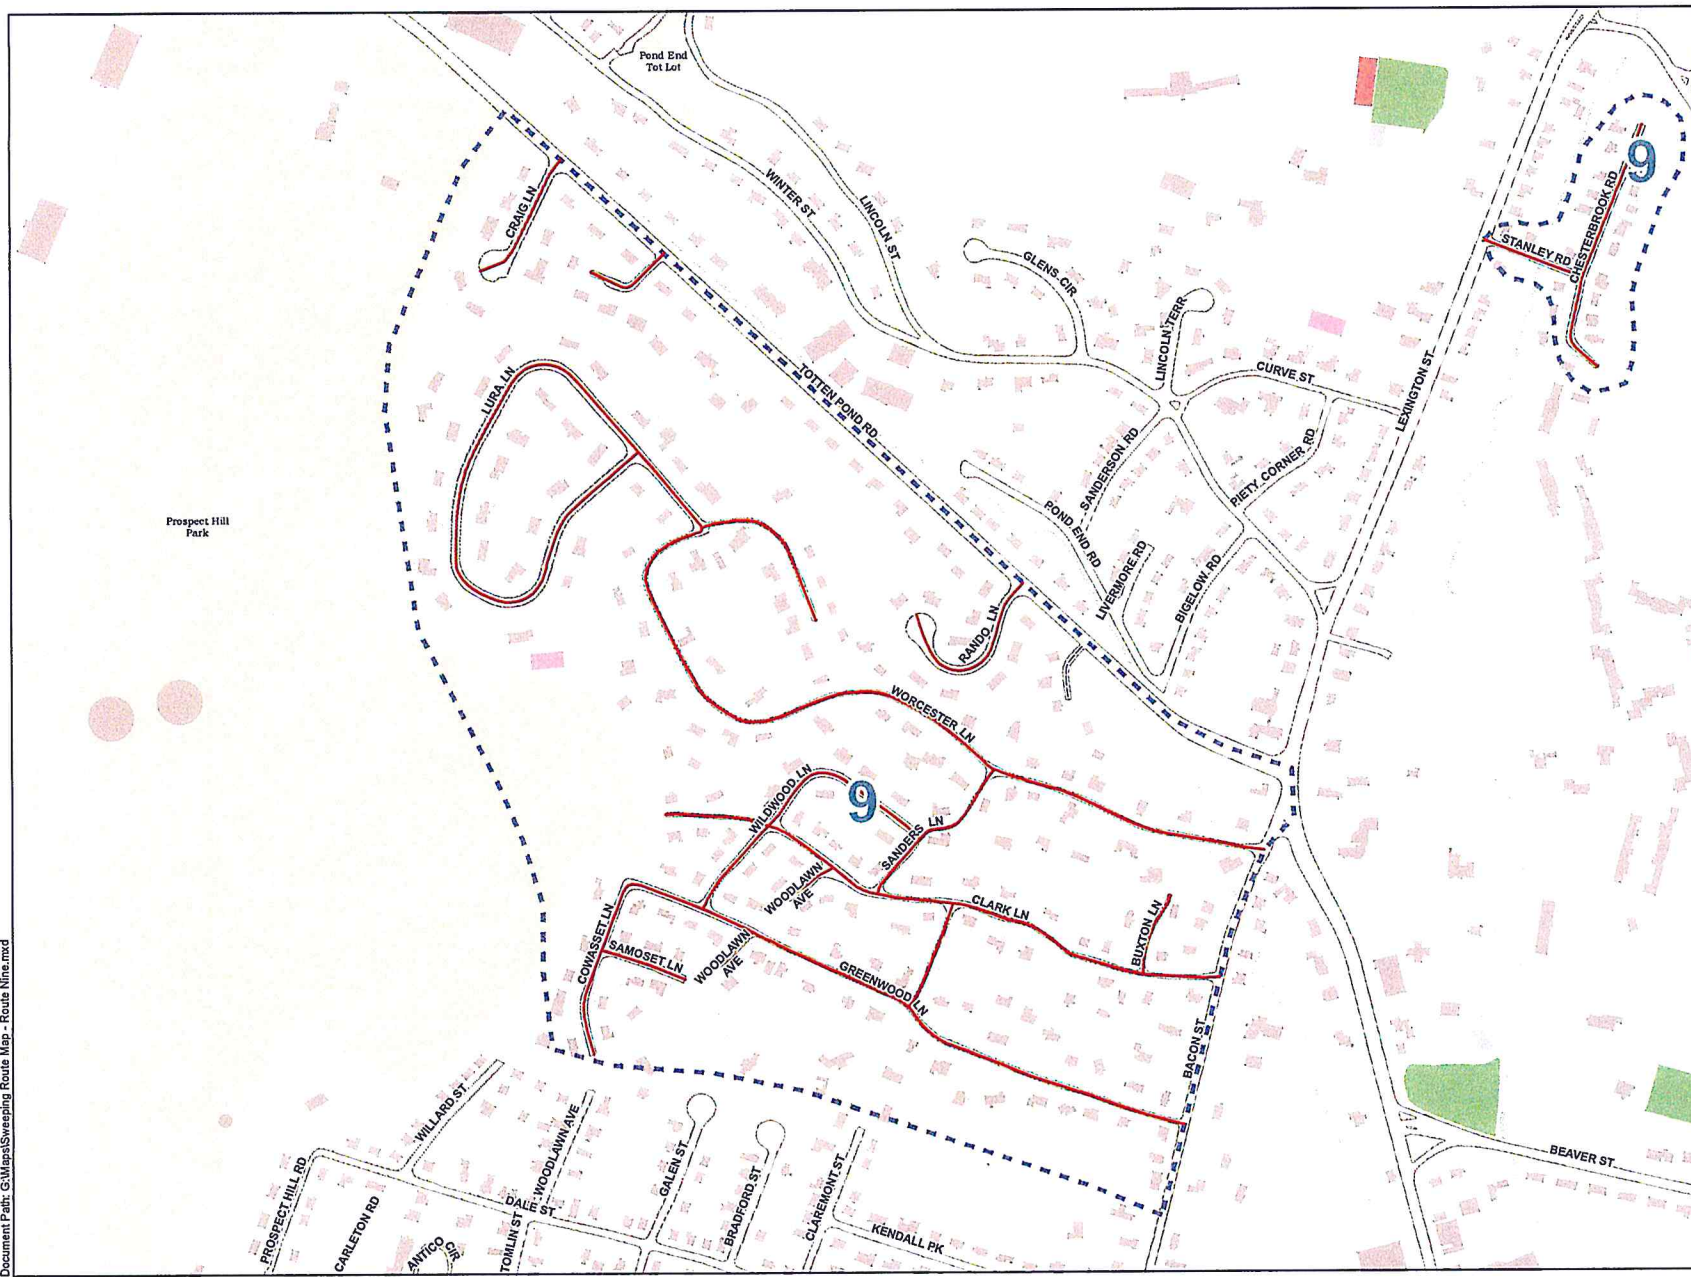 Pond End
Tot Lot
9
CRAIG LN
WINTER ST
LINCOLN ST
GLENS CIR
LINCOLN TERR
STANLEY RD
CHESTERBROOK RD
CURVE ST
LEXINGTON ST
LURA LN
TOTTEN POND RD
SANDERSON RD
PIETY CORNER RD
POND END RD
LIVERMORE RD
BIGELOW RD
Prospect Hill
Park
RANDO LN
WORCESTER LN
WILDWOOD LN
9
SANDERS LN
WOODLAWN
AVE
CLARK LN
BUXTON LN
COWASSET LN
SAMOSET LN
WOODLAWN
AVE
GREENWOOD LN
BACON ST
WILLARD ST
WOODLAWN AVE
GALEN ST
BRADFORD ST
CLAREMONT ST
BEAVER ST
PROSPECT HILL RD
CARLETON RD
DALE ST
TOMLIN ST
ANTICO
CIR
KENDALL PK
Document Path: G:\Maps\Sweeping Route Map - Route Nine.mxd